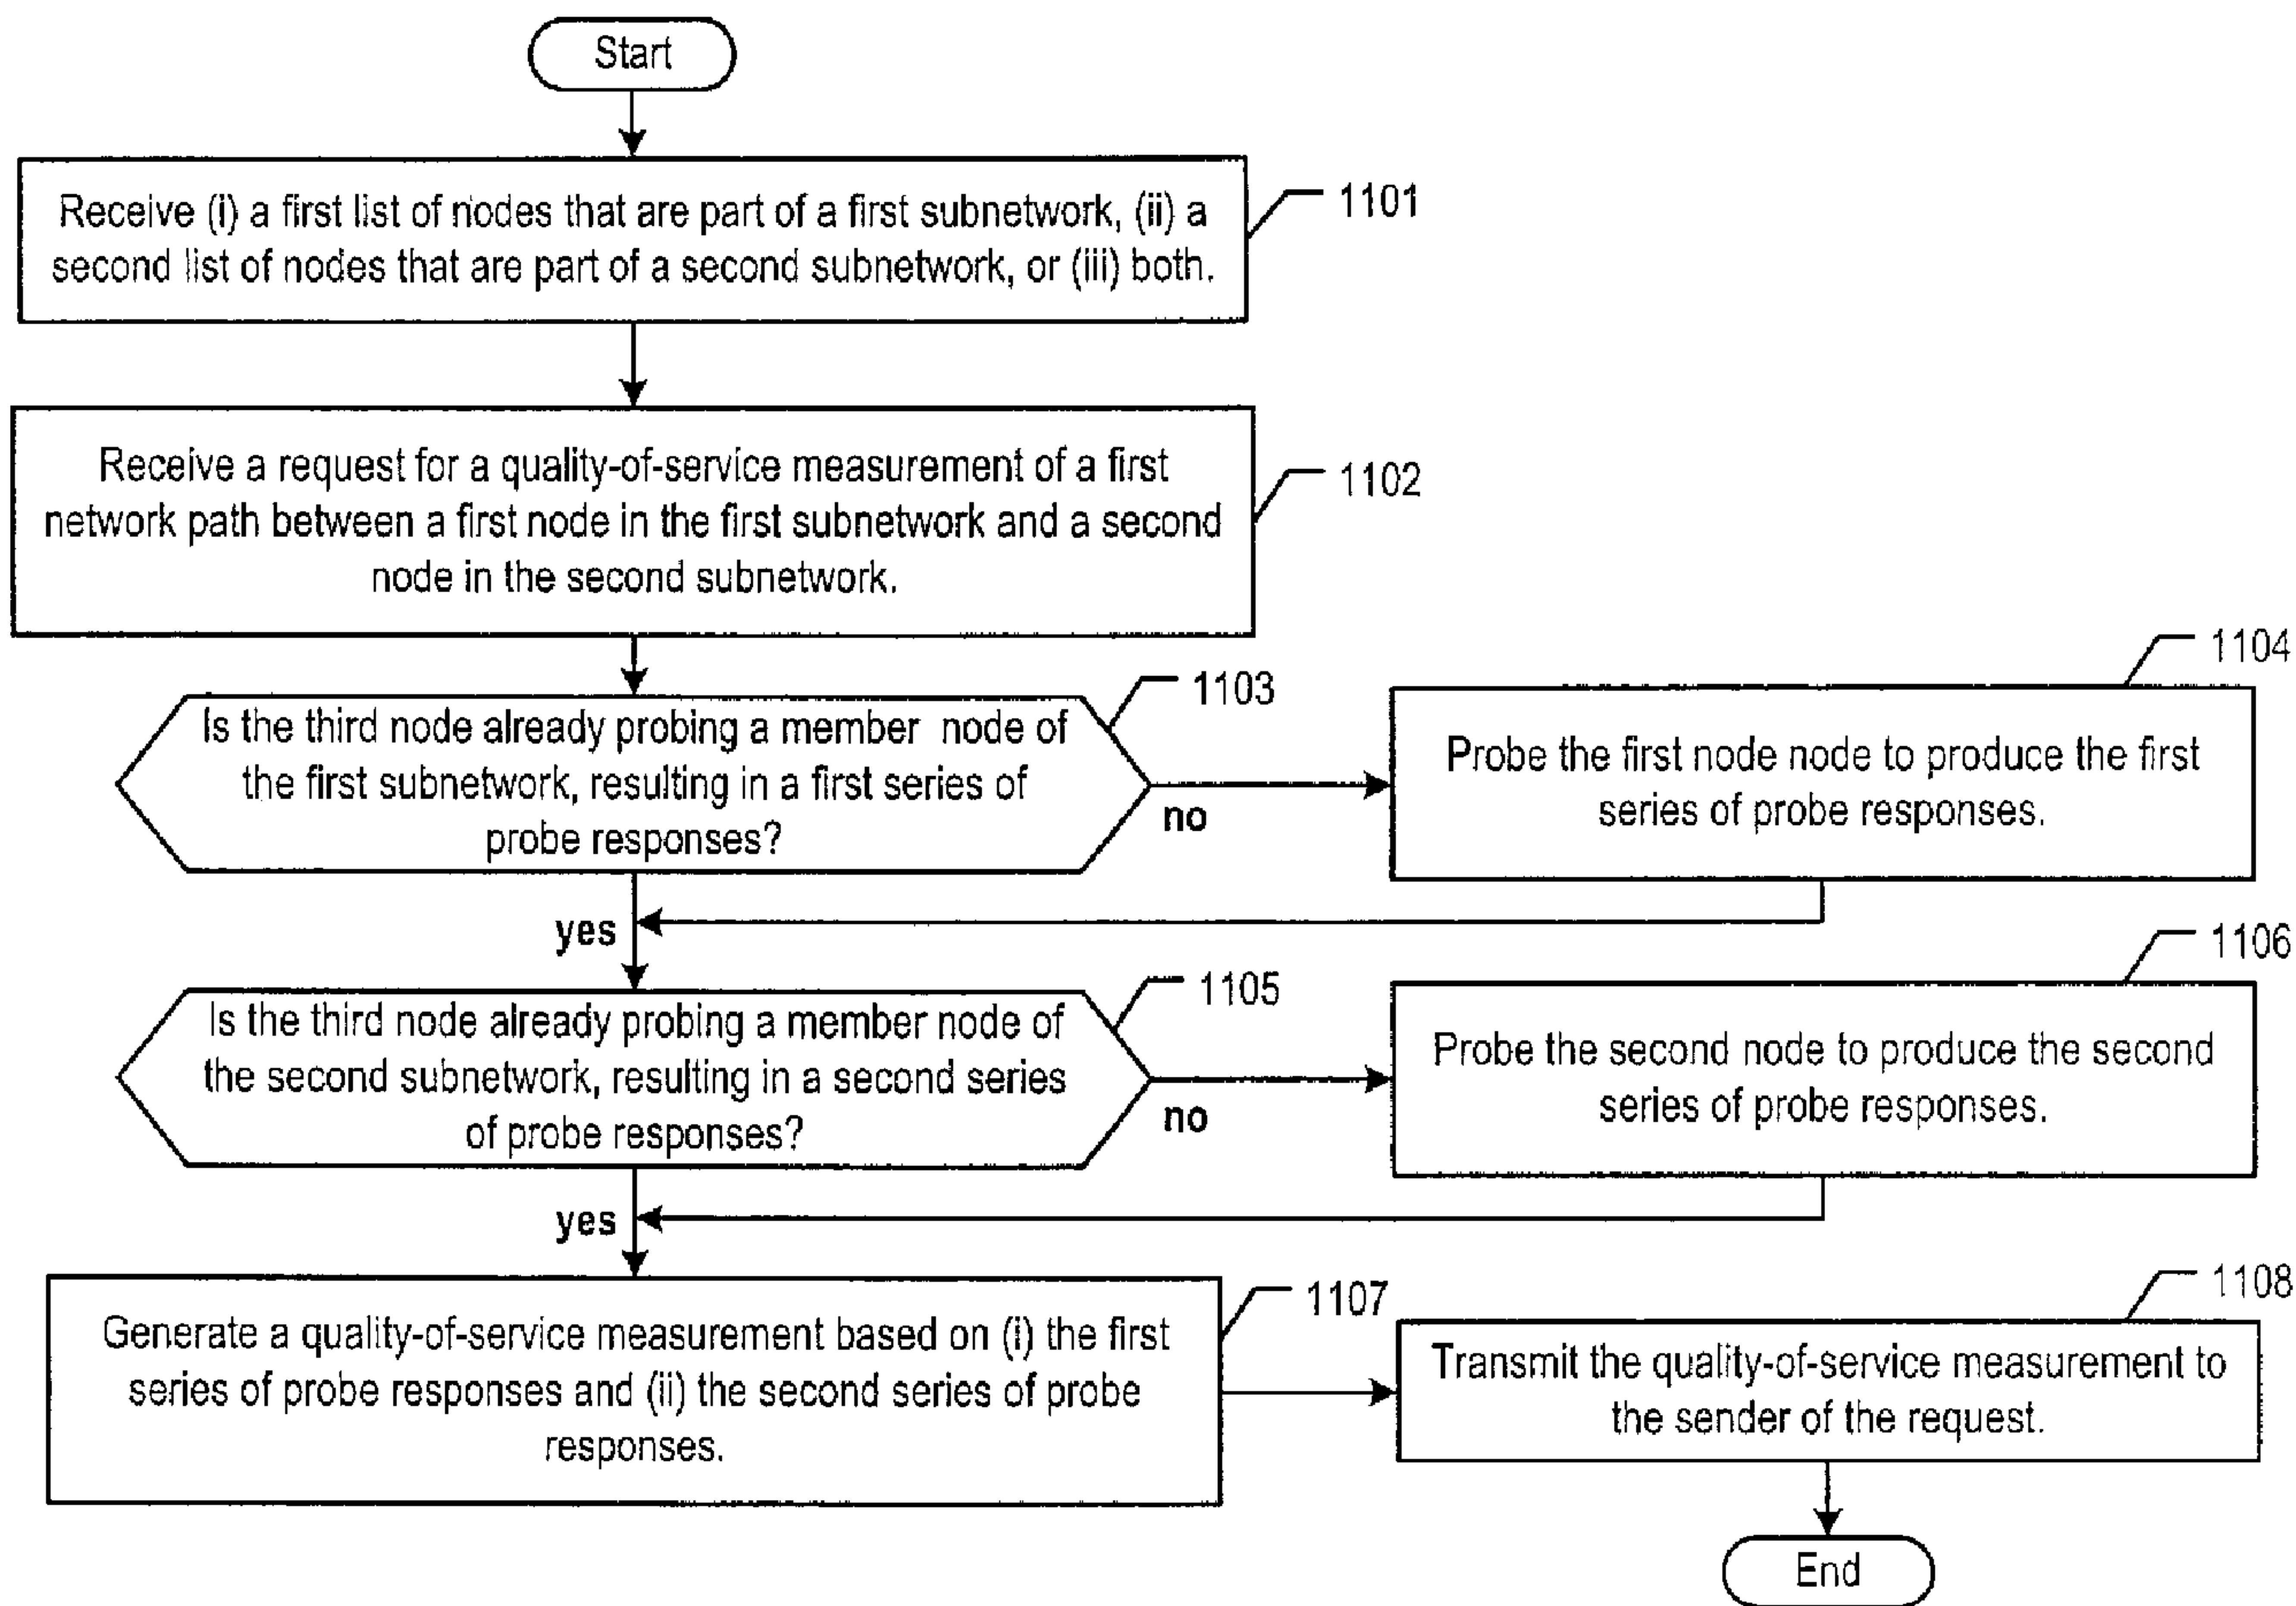 Start
Receive (i) a first list of nodes that are part of a first subnetwork, (ii) a
second list of nodes that are part of a second subnetwork, or (iii) both.
1101
Receive a request for a quality-of-service measurement of a first
network path between a first node in the first subnetwork and a second
node in the second subnetwork.
1102
Is the third node already probing a member node of
the first subnetwork, resulting in a first series of
probe responses?
1103
no
1104
Probe the first node node to produce the first
series of probe responses.
yes
Is the third node already probing a member node of
the second subnetwork, resulting in a second series
of probe responses?
1105
no
1106
Probe the second node to produce the second
series of probe responses.
yes
Generate a quality-of-service measurement based on (i) the first
series of probe responses and (ii) the second series of probe
responses.
1107
1108
Transmit the quality-of-service measurement to
the sender of the request.
End